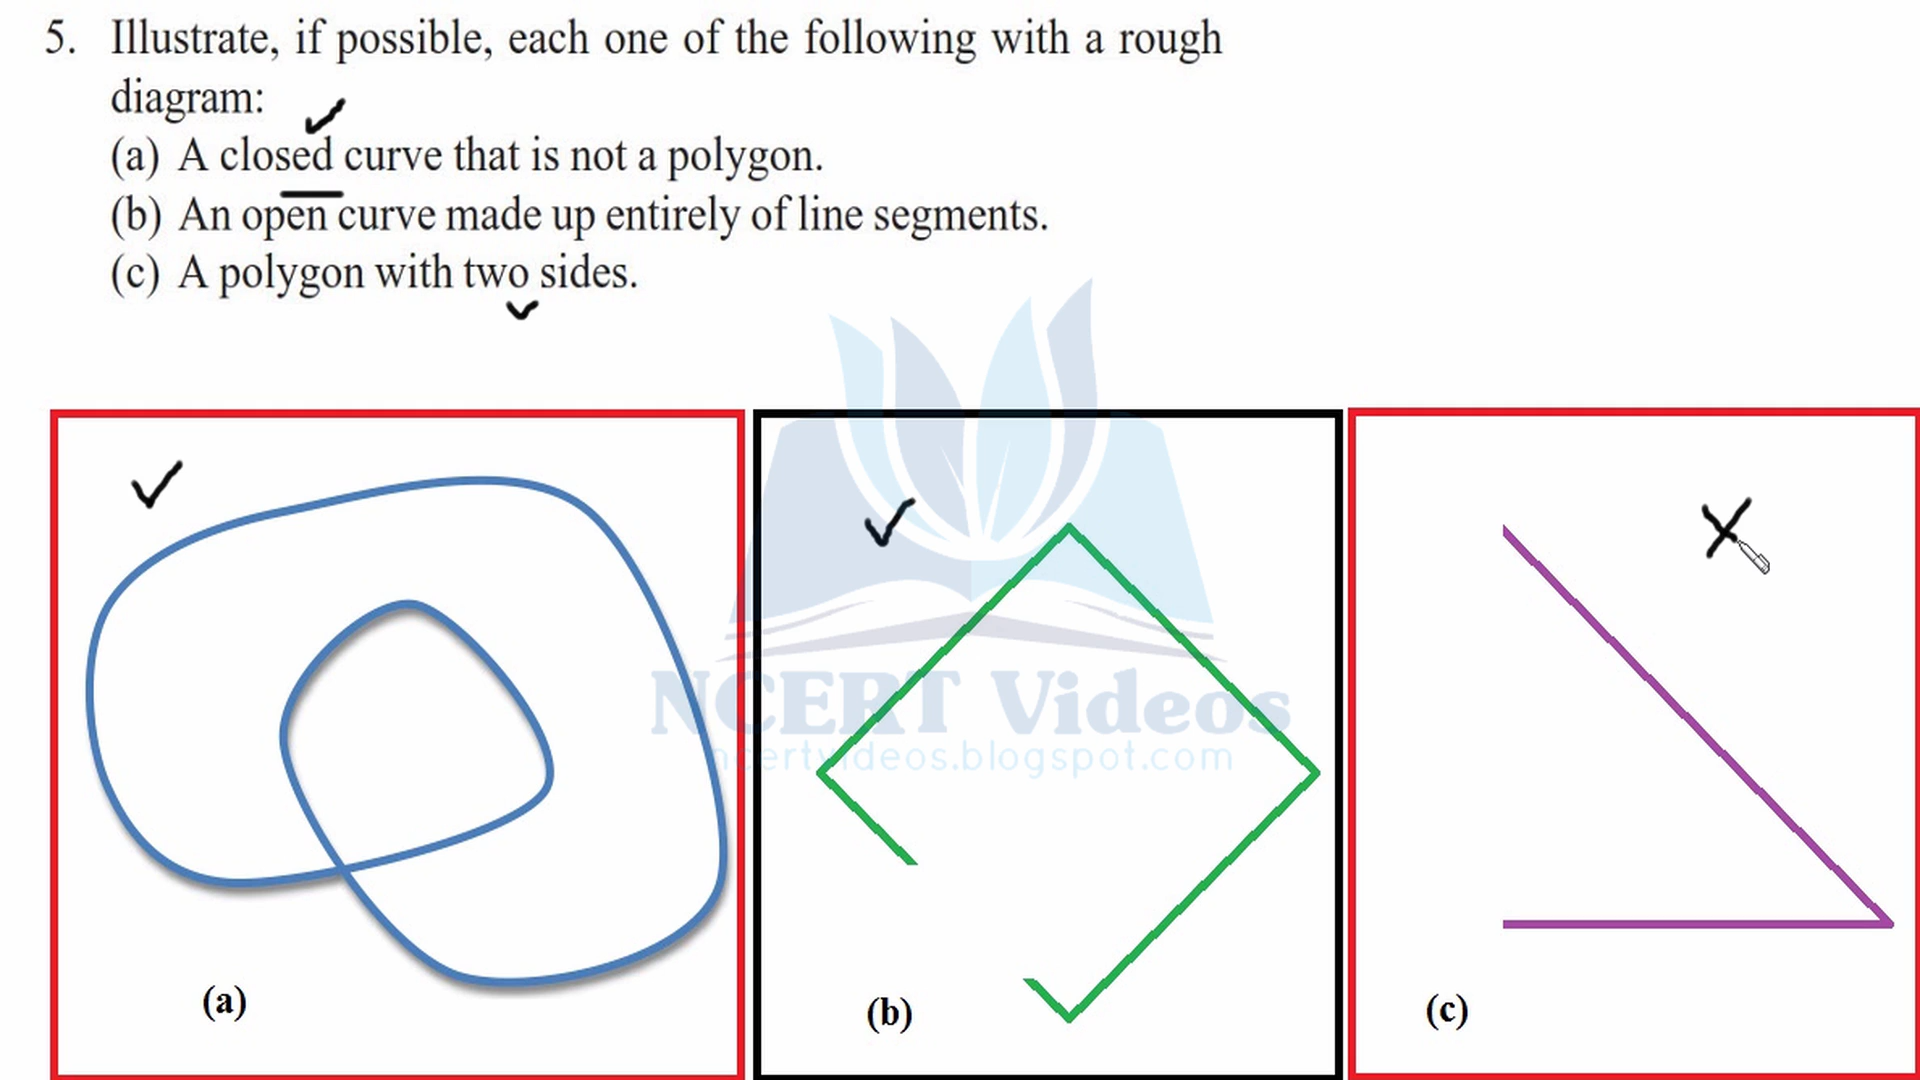 5. Illustrate, if possible, each one of the following with a rough
diagram:
(a) A closed curve that is not a polygon.
(b) An open curve made up entirely of line segments.
(c) A polygon with two sides.
NCERT Videos
ncertvideos.blogspot.com
(a)
(b)
(c)